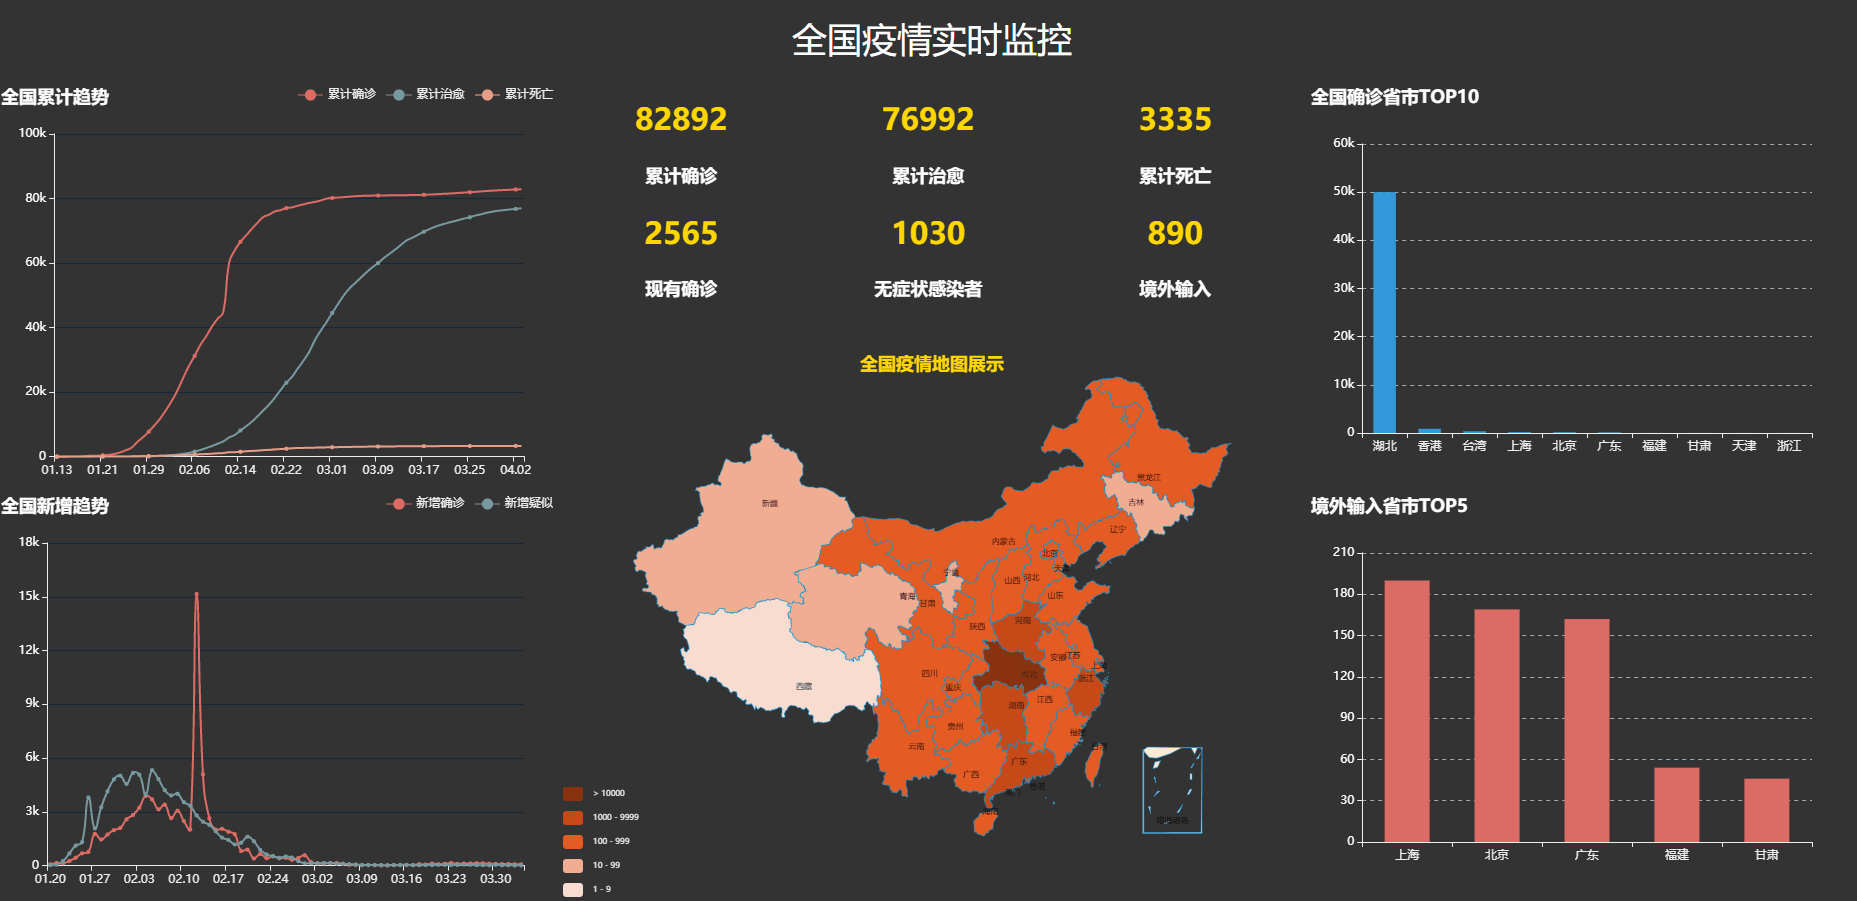 全国疫情实时监控
全国累计趋势
累计确诊 累计治愈 累计死亡
100k
80k
60k
40k
20k
0
01.13 01.21 01.29 02.06 02.14 02.22 03.01 03.09 03.17 03.25 04.02
全国新增趋势
新增确诊 新增疑似
18k
15k
12k
9k
6k
3k
0
01.20 01.27 02.03 02.10 02.17 02.24 03.02 03.09 03.16 03.23 03.30
82892 76992 3335
累计确诊 累计治愈 累计死亡
2565 1030 890
现有确诊 无症状感染者 境外输入
全国疫情地图展示
黑龙江
新疆
吉林
辽宁
内蒙古
北京
天津
宁夏
山西 河北
青海
甘肃
山东
河南
陕西
安徽 江苏
上海
四川
湖北
浙江
重庆
西藏
江西
湖南
贵州
福建
云南
台湾
广东
广西
香港
澳门
海南
南海诸岛
> 10000
1000 - 9999
100 - 999
10 - 99
1 - 9
全国确诊省市TOP10
60k
50k
40k
30k
20k
10k
0
湖北 香港 台湾 上海 北京 广东 福建 甘肃 天津 浙江
境外输入省市TOP5
210
180
150
120
90
60
30
0
上海 北京 广东 福建 甘肃